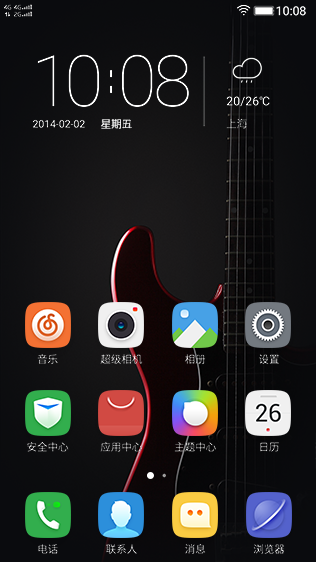 4G 4G
2G
10:08
10:08
20/26℃
2014-02-02 星期五
上海
音乐 超级相机 相册 设置
26
安全中心 应用中心 主题中心 日历
电话 联系人 消息 浏览器